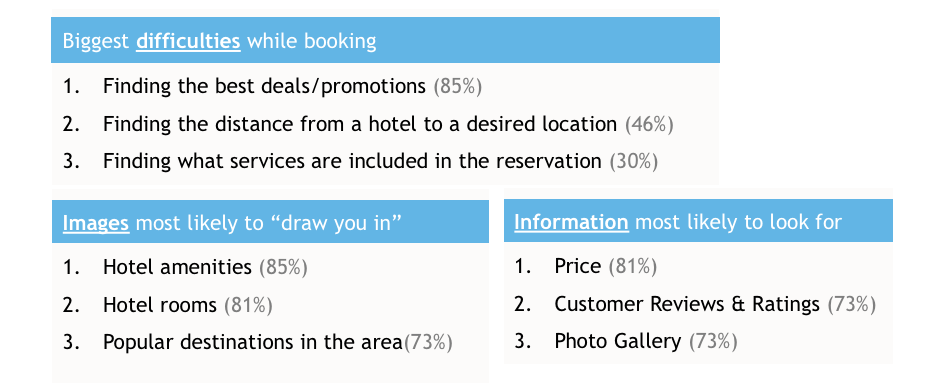 Biggest difficulties while booking
1. Finding the best deals/promotions (85%)
2. Finding the distance from a hotel to a desired location (46%)
3. Finding what services are included in the reservation (30%)
Images most likely to “draw you in”
1. Hotel amenities (85%)
2. Hotel rooms (81%)
3. Popular destinations in the area(73%)
Information most likely to look for
1. Price (81%)
2. Customer Reviews & Ratings (73%)
3. Photo Gallery (73%)